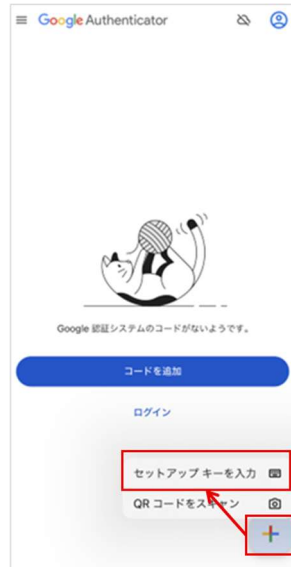 Google Authenticator
Google 認証システムのコードがないようです。
コードを追加
ログイン
セットアップ キーを入力
QR コードをスキャン